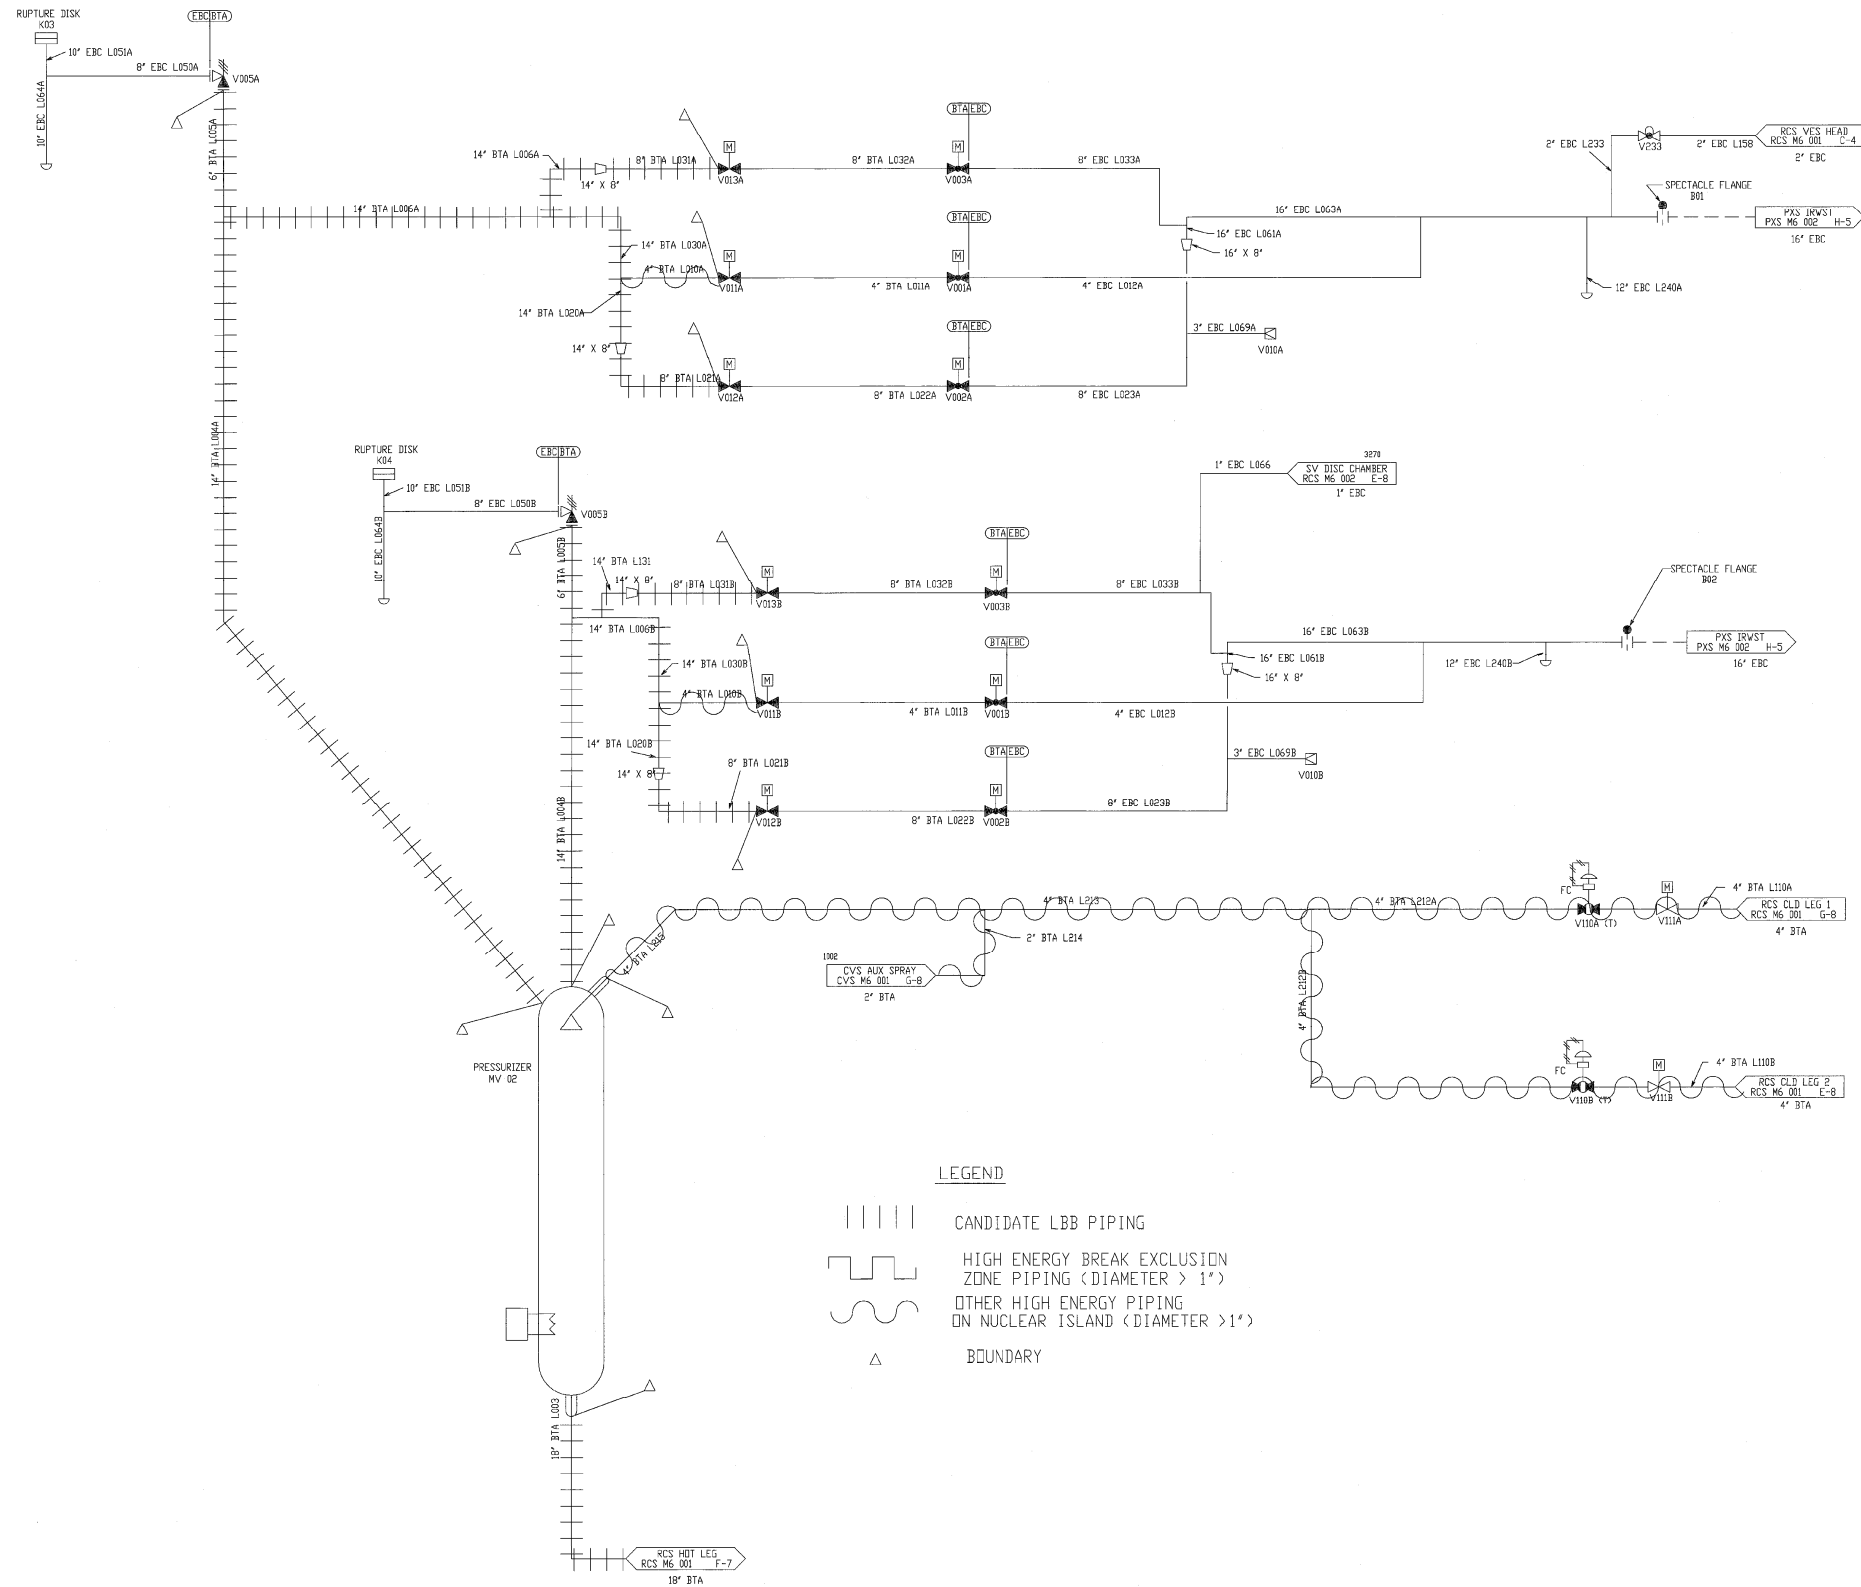 RUPTURE DISK
K03
EBC BTA
10" EBC L051A
8" EBC L050A
V005A
10" EBC L064A
6" BTA L005A
14" BTA L006A
8" BTA L031A
14" X 8"
M
V013A
8" BTA L032A
BTA EBC
M
V003A
8" EBC L033A
2" EBC L233
V233
2" EBC L158
RCS VES HEAD
RCS M6 001 C-4
2" EBC
SPECTACLE FLANGE
B01
14" BTA L006A
16" EBC L063A
PXS IRWST
PXS M6 002 H-5
16" EBC
14" BTA L030A
4" BTA L010A
M
V011A
4" BTA L011A
BTA EBC
M
V001A
4" EBC L012A
16" EBC L061A
16" X 8"
12" EBC L240A
14" BTA L020A
14" X 8"
8" BTA L021A
M
V012A
8" BTA L022A
BTA EBC
M
V002A
8" EBC L023A
3" EBC L069A
V010A
14" BTA L004A
RUPTURE DISK
K04
EBC BTA
10" EBC L051B
8" EBC L050B
V005B
10" EBC L064B
6" BTA L005B
14" BTA L131
14" X 8"
8" BTA L031B
M
V013B
8" BTA L032B
BTA EBC
M
V003B
8" EBC L033B
1" EBC L066
3270
SV DISC CHAMBER
RCS M6 002 E-8
1" EBC
SPECTACLE FLANGE
B02
14" BTA L006B
16" EBC L063B
PXS IRWST
PXS M6 002 H-5
16" EBC
14" BTA L030B
4" BTA L010B
M
V011B
4" BTA L011B
BTA EBC
M
V001B
4" EBC L012B
16" EBC L061B
16" X 8"
12" EBC L240B
14" BTA L020B
14" X 8"
8" BTA L021B
M
V012B
8" BTA L022B
BTA EBC
M
V002B
8" EBC L023B
3" EBC L069B
V010B
14" BTA L004B
4" BTA L215
4" BTA L213
4" BTA L212A
FC
V110A (T)
M
V111A
4" BTA L110A
RCS CLD LEG 1
RCS M6 001 G-8
4" BTA
2" BTA L214
1002
CVS AUX SPRAY
CVS M6 001 G-8
2" BTA
4" BTA L212B
FC
V110B (T)
M
V111B
4" BTA L110B
RCS CLD LEG 2
RCS M6 001 E-8
4" BTA
PRESSURIZER
MV 02
LEGEND
CANDIDATE LBB PIPING
HIGH ENERGY BREAK EXCLUSION
ZONE PIPING (DIAMETER > 1")
OTHER HIGH ENERGY PIPING
ON NUCLEAR ISLAND (DIAMETER >1")
BOUNDARY
18" BTA L003
RCS HOT LEG
RCS M6 001 F-7
18" BTA